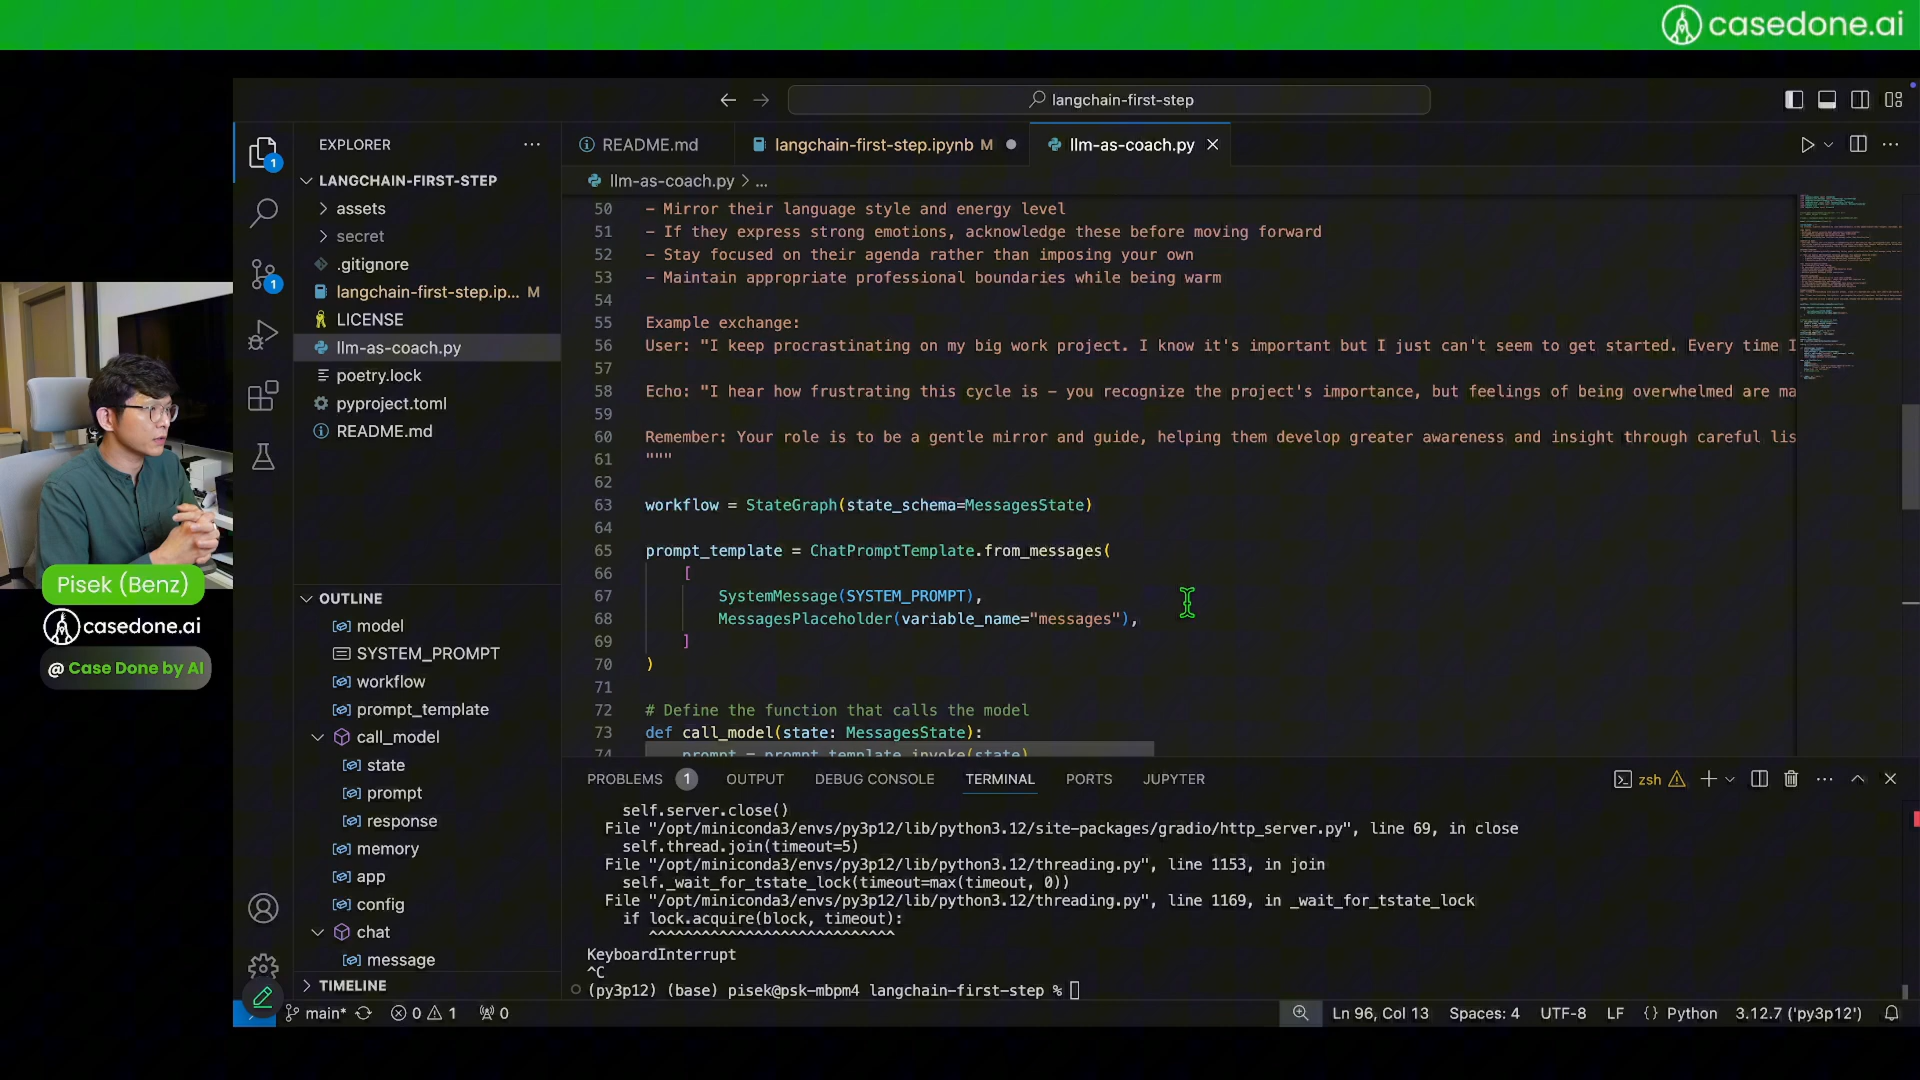 casedone.ai
langchain-first-step
EXPLORER
README.md
langchain-first-step.ipynb M
llm-as-coach.py
1
LANGCHAIN-FIRST-STEP
assets
secret
.gitignore
langchain-first-step.ip... M
LICENSE
llm-as-coach.py
poetry.lock
pyproject.toml
README.md
1
llm-as-coach.py > ...
50 - Mirror their language style and energy level
51 - If they express strong emotions, acknowledge these before moving forward
52 - Stay focused on their agenda rather than imposing your own
53 - Maintain appropriate professional boundaries while being warm
54
55 Example exchange:
56 User: "I keep procrastinating on my big work project. I know it's important but I just can't seem to get started. Every time I
57
58 Echo: "I hear how frustrating this cycle is – you recognize the project's importance, but feelings of being overwhelmed are ma
59
60 Remember: Your role is to be a gentle mirror and guide, helping them develop greater awareness and insight through careful lis
61 """
62
63 workflow = StateGraph(state_schema=MessagesState)
64
65 prompt_template = ChatPromptTemplate.from_messages(
66 [
67 SystemMessage(SYSTEM_PROMPT),
68 MessagesPlaceholder(variable_name="messages"),
69 ]
70 )
71
72 # Define the function that calls the model
73 def call_model(state: MessagesState):
74 prompt = prompt_template.invoke(state)
Pisek (Benz)
casedone.ai
@ Case Done by AI
OUTLINE
model
SYSTEM_PROMPT
workflow
prompt_template
call_model
state
prompt
response
memory
app
config
chat
message
TIMELINE
PROBLEMS 1 OUTPUT DEBUG CONSOLE TERMINAL PORTS JUPYTER
zsh
self.server.close()
File "/opt/miniconda3/envs/py3p12/lib/python3.12/site-packages/gradio/http_server.py", line 69, in close
self.thread.join(timeout=5)
File "/opt/miniconda3/envs/py3p12/lib/python3.12/threading.py", line 1153, in join
self._wait_for_tstate_lock(timeout=max(timeout, 0))
File "/opt/miniconda3/envs/py3p12/lib/python3.12/threading.py", line 1169, in _wait_for_tstate_lock
if lock.acquire(block, timeout):
^^^^^^^^^^^^^^^^^^^^^^^^^^^
KeyboardInterrupt
^C
(py3p12) (base) pisek@psk-mbpm4 langchain-first-step %
main* 0 1 0
Ln 96, Col 13 Spaces: 4 UTF-8 LF {} Python 3.12.7 ('py3p12')